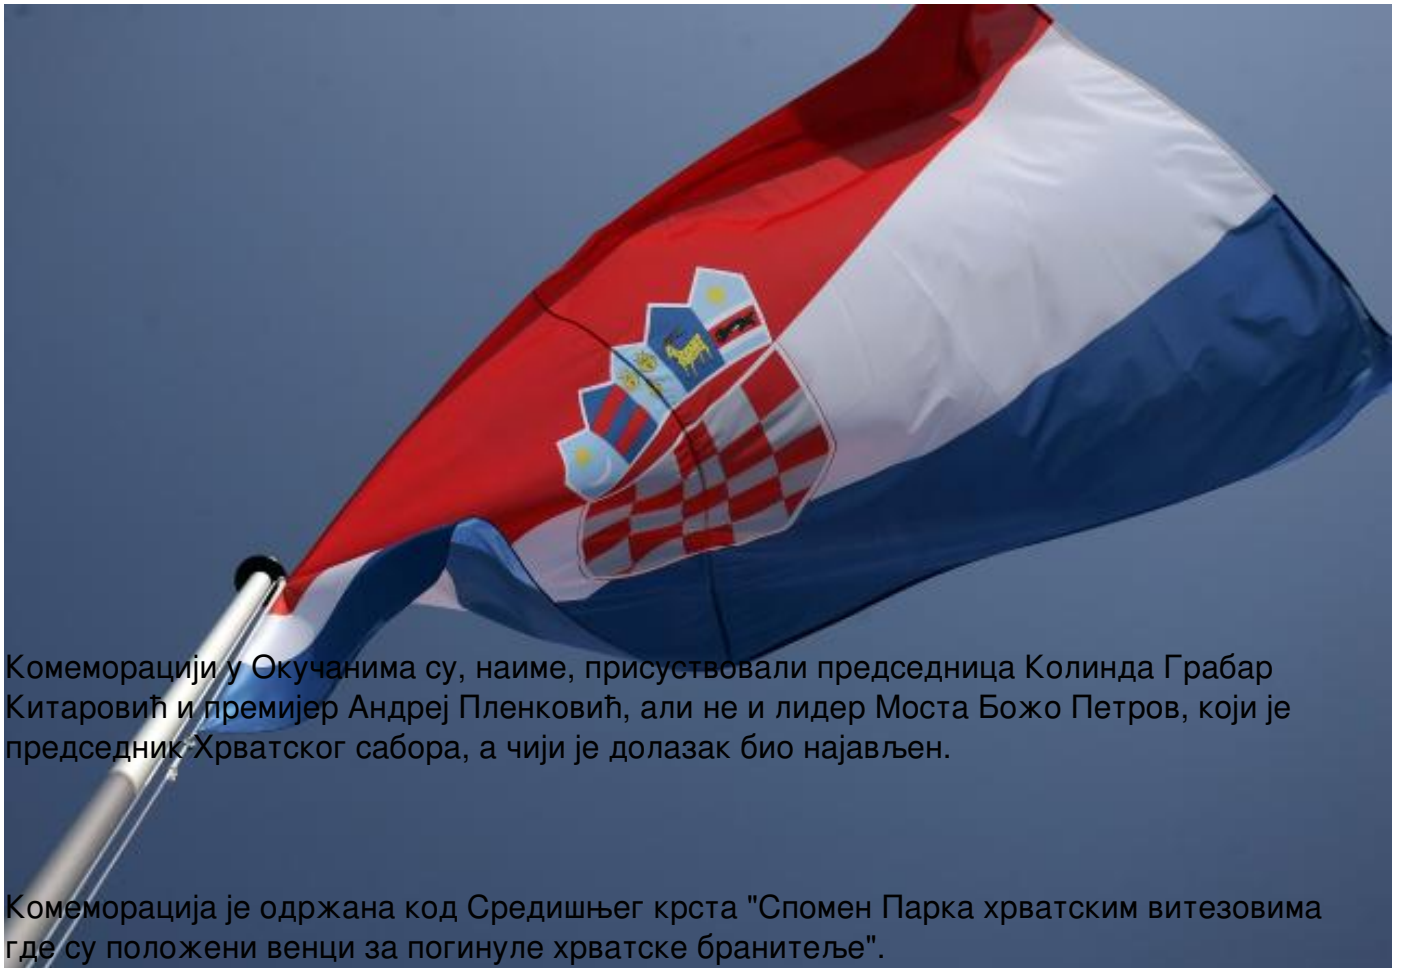 Комеморацији у Окучанима су, наиме, присуствовали председница Колинда Грабар
Китаровић и премијер Андреј Пленковић, али не и лидер Моста Божо Петров, који је
председник Хрватског сабора, а чији је долазак био најављен.
Комеморација је одржана код Средишњег крста "Спомен Парка хрватским витезовима
где су положени венци за погинуле хрватске бранитеље".